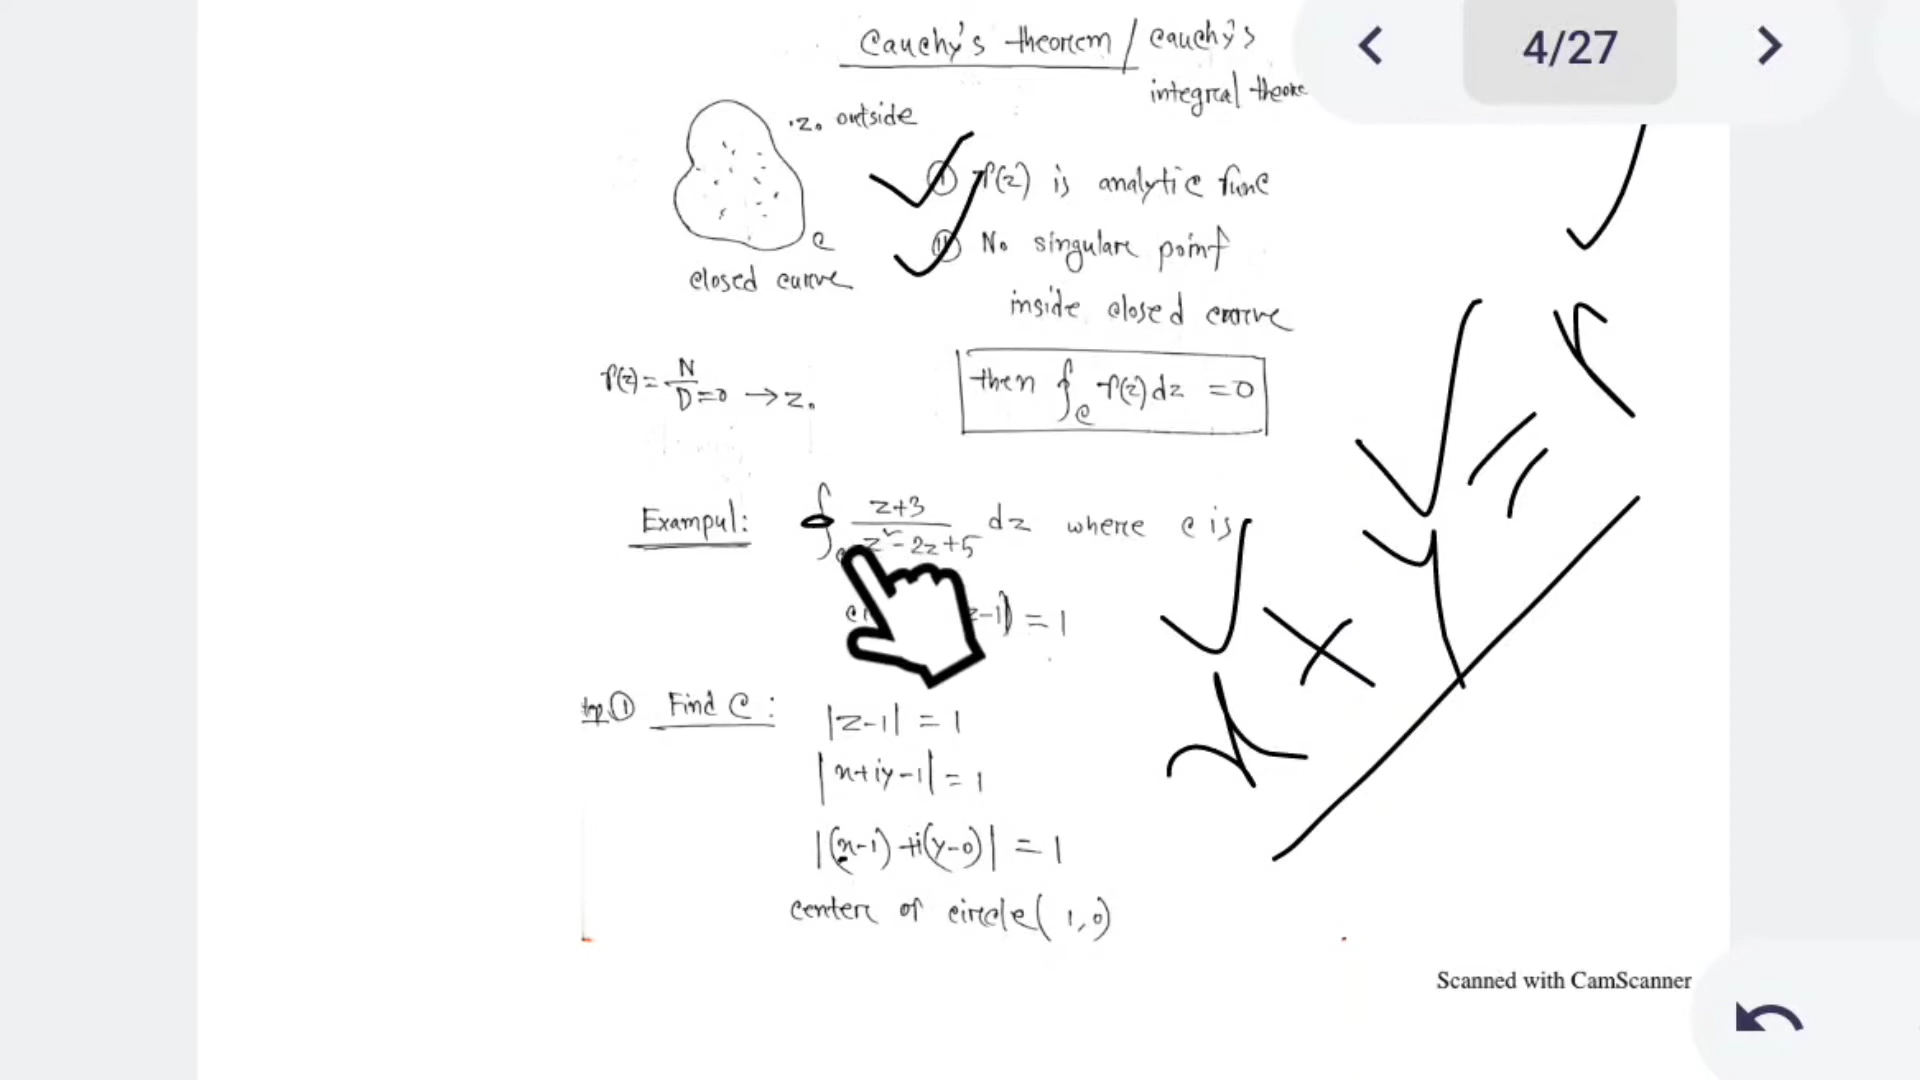 Cauchy's theorem / Cauchy's
integral
4/27
.z₀ outside
① f(z) is analytic func
② No singular point
inside closed curve
C
closed curve
f(z) = N/D=0 → z₀
then ∮_C f(z) dz = 0
Exampul: ∮ z+3 / z²-2z+5 dz where C is
z-1| = 1
① Find C : |z-1| = 1
|x+iy-1| = 1
|(x-1)+i(y-0)| = 1
center of circle (1,0)
Scanned with CamScanner